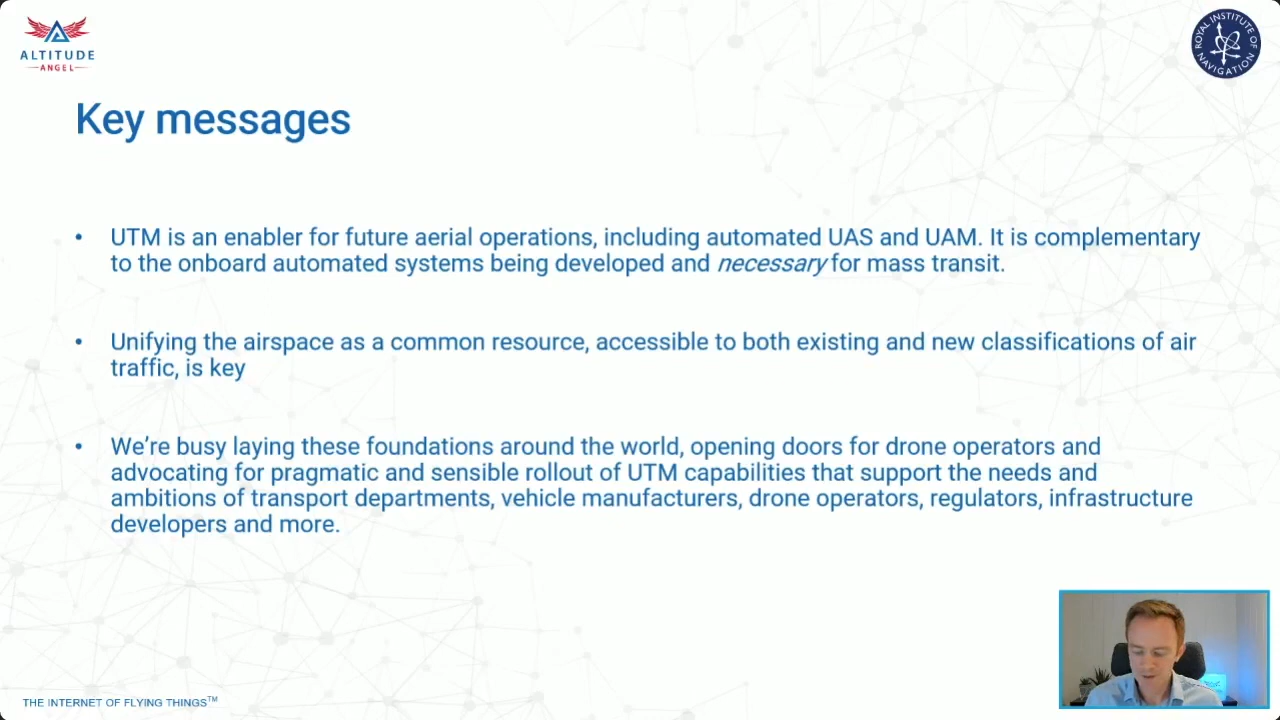 ALTITUDE
ANGEL
ROYAL INSTITUTE OF NAVIGATION
Key messages
• UTM is an enabler for future aerial operations, including automated UAS and UAM. It is complementary
to the onboard automated systems being developed and necessary for mass transit.
• Unifying the airspace as a common resource, accessible to both existing and new classifications of air
traffic, is key
• We’re busy laying these foundations around the world, opening doors for drone operators and
advocating for pragmatic and sensible rollout of UTM capabilities that support the needs and
ambitions of transport departments, vehicle manufacturers, drone operators, regulators, infrastructure
developers and more.
THE INTERNET OF FLYING THINGS™